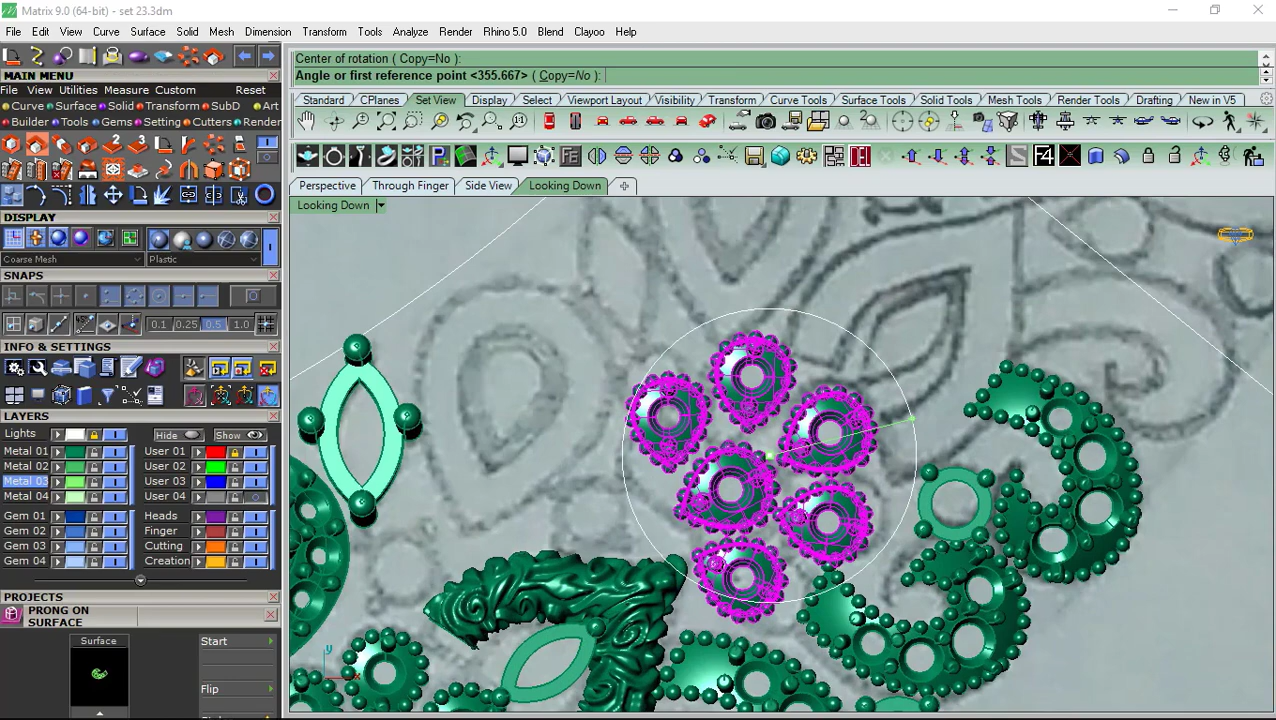 Matrix 9.0 (64-bit) - set 23.3dm
File Edit View Curve Surface Solid Mesh Dimension Transform Tools Analyze Render Rhino 5.0 Blend Clayoo Help
Center of rotation ( Copy=No ):
Angle or first reference point <355.667> ( Copy=No ):
MAIN MENU
File View Utilities Measure Custom Reset
Curve Surface Solid Transform SubD Art
Builder Tools Gems Setting Cutters Render
Standard CPlanes Set View Display Select Viewport Layout Visibility Transform Curve Tools Surface Tools Solid Tools Mesh Tools Render Tools Drafting New in V5
Perspective Through Finger Side View Looking Down
Looking Down
DISPLAY
Coarse Mesh Plastic
SNAPS
0.1 0.25 0.5 1.0
INFO & SETTINGS
LAYERS
Lights Hide Show
Metal 01 User 01
Metal 02 User 02
Metal 03 User 03
Metal 04 User 04
Gem 01 Heads
Gem 02 Finger
Gem 03 Cutting
Gem 04 Creation
PROJECTS
PRONG ON
SURFACE
Surface Start
Flip